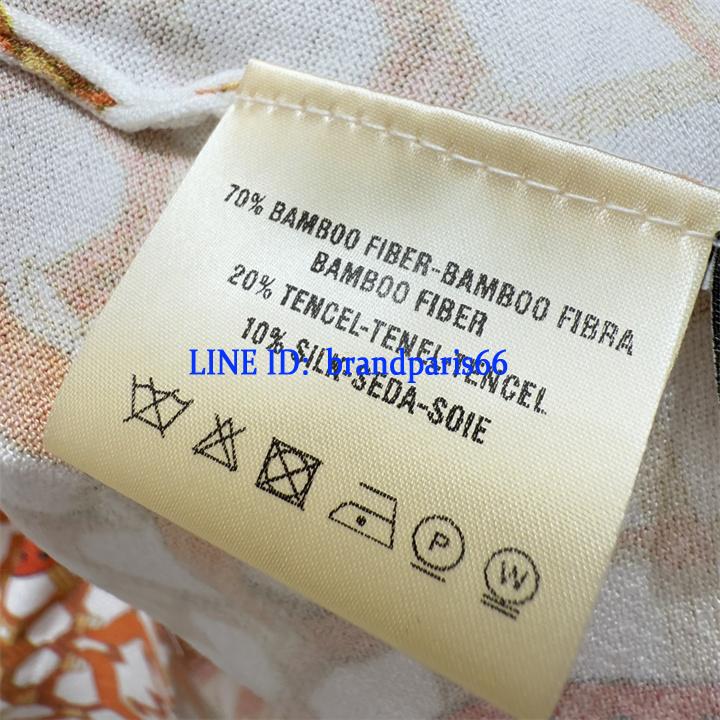 70% BAMBOO FIBER-BAMBOO FIBRA
BAMBOO FIBER
20% TENCEL-TENEL-TENCEL
10% SILK-SEDA-SOIE
LINE ID: brandparis66
P
W